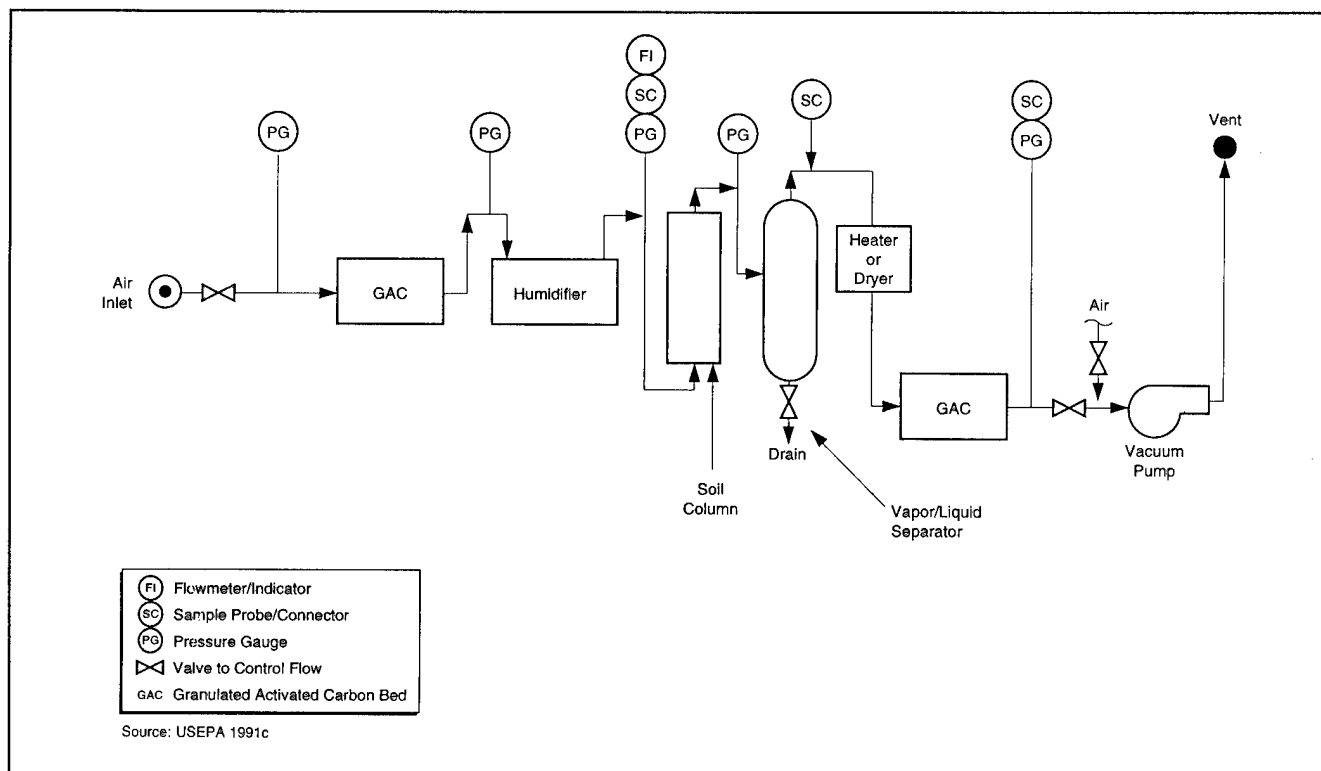 FI
SC
SC
SC
PG
PG
PG
PG
PG
Vent
Air
Inlet
GAC
Humidifier
Heater
or
Dryer
Air
GAC
Vacuum
Pump
Drain
Soil
Column
Vapor/Liquid
Separator
FI Flowmeter/Indicator
SC Sample Probe/Connector
PG Pressure Gauge
Valve to Control Flow
GAC Granulated Activated Carbon Bed
Source: USEPA 1991c